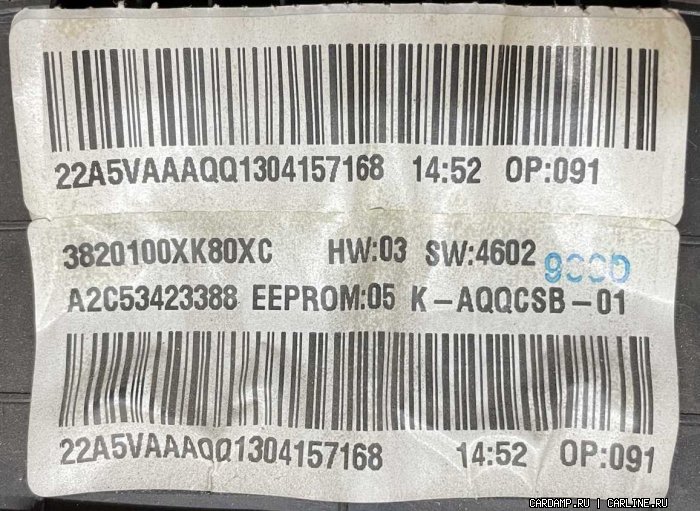 22A5VAAAQQ1304157168 14:52 OP:091
3820100XK80XC HW:03 SW:4602
A2C53423388 EEPROM:05 K-AQQCSB-01
22A5VAAAQQ1304157168 14:52 OP:091
CARDAMP.RU | CARLINE.RU